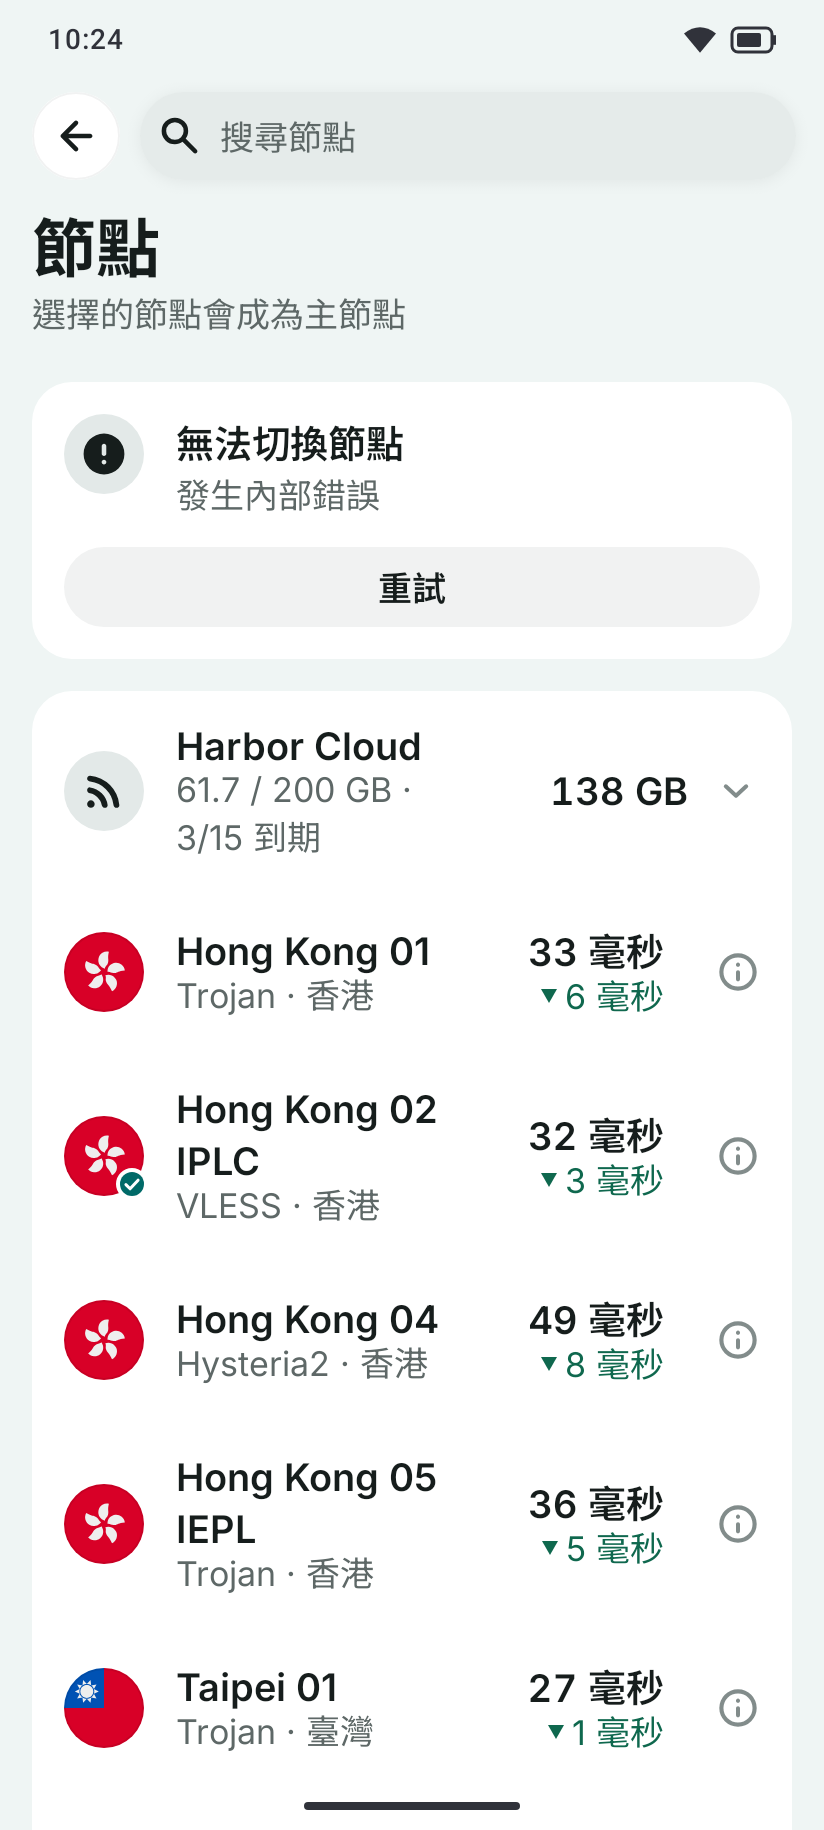 10:24
搜尋節點
節點
選擇的節點會成為主節點
無法切換節點
發生內部錯誤
重試
Harbor Cloud
61.7 / 200 GB ·
3/15 到期
138 GB
Hong Kong 01
Trojan · 香港
33 毫秒
▼6 毫秒
Hong Kong 02
IPLC
VLESS · 香港
32 毫秒
▼3 毫秒
Hong Kong 04
Hysteria2 · 香港
49 毫秒
▼8 毫秒
Hong Kong 05
IEPL
Trojan · 香港
36 毫秒
▼5 毫秒
Taipei 01
Trojan · 臺灣
27 毫秒
▼1 毫秒